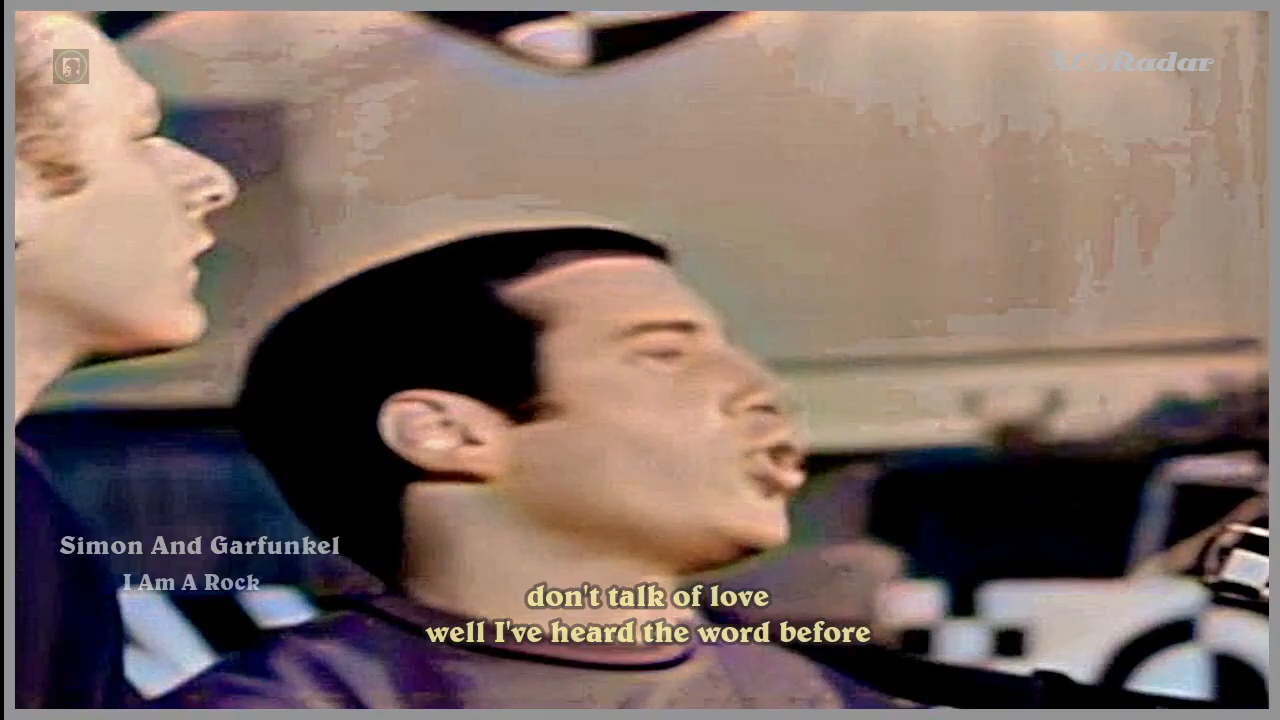 Simon And Garfunkel
I Am A Rock
don't talk of love
well I've heard the word before